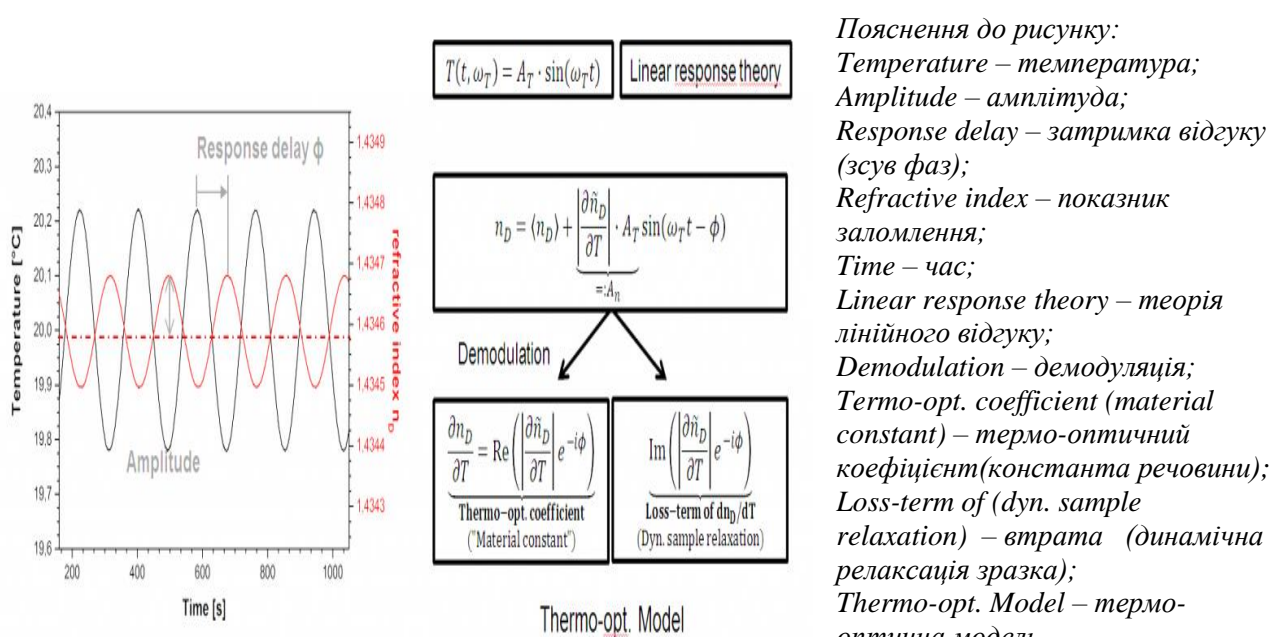 20,4
20,3
20,2
20,1
20,0
19,9
19,8
19,7
19,6
Temperature [°C]
200
400
600
800
1000
Time [s]
1,4349
1,4348
1,4347
1,4346
1,4345
1,4344
1,4343
refractive index n_D
Response delay ϕ
Amplitude
T(t, ω_T) = A_T · sin(ω_T t)
Linear response theory
n_D = ⟨n_D⟩ + |∂ñ_D/∂T| · A_T sin(ω_T t − ϕ)
=:A_n
Demodulation
∂n_D/∂T = Re(|∂ñ_D/∂T| e^{−iϕ})
Thermo−opt. coefficient
("Material constant")
Im(|∂ñ_D/∂T| e^{−iϕ})
Loss−term of dn_D/dT
(Dyn. sample relaxation)
Thermo-opt. Model
Пояснення до рисунку:
Temperature – температура;
Amplitude – амплітуда;
Response delay – затримка відгуку
(зсув фаз);
Refractive index – показник
заломлення;
Time – час;
Linear response theory – теорія
лінійного відгуку;
Demodulation – демодуляція;
Termo-opt. coefficient (material
constant) – термо-оптичний
коефіцієнт(константа речовини);
Loss-term of (dyn. sample
relaxation) – втрата (динамічна
релаксація зразка);
Thermo-opt. Model – термо-